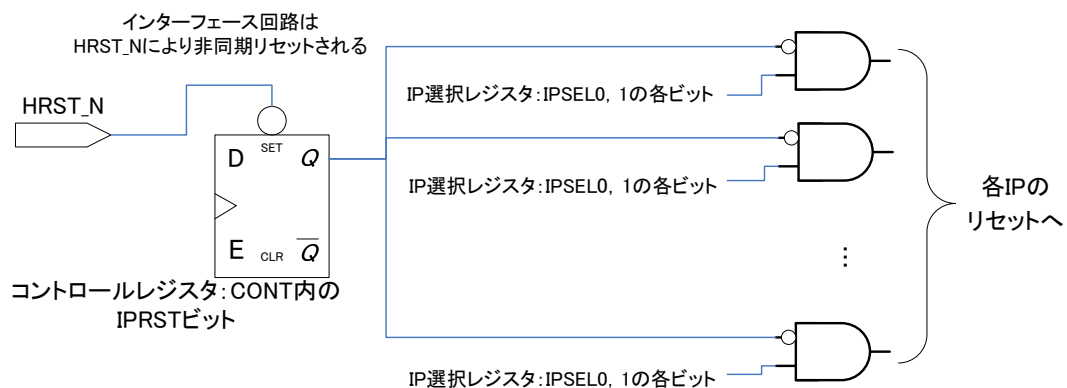 インターフェース回路は
HRST_Nにより非同期リセットされる
HRST_N
D SET Q
E CLR Q
コントロールレジスタ:CONT内の
IPRSTビット
IP選択レジスタ:IPSEL0, 1の各ビット
IP選択レジスタ:IPSEL0, 1の各ビット
⋮
IP選択レジスタ:IPSEL0, 1の各ビット
各IPの
リセットへ